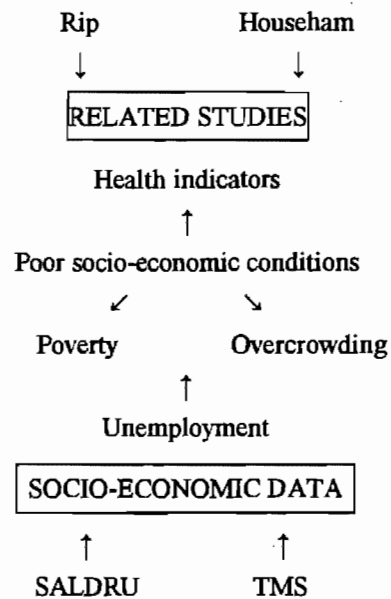 Rip Househam
↓ ↓
RELATED STUDIES
Health indicators
↑
Poor socio-economic conditions
↙ ↘
Poverty Overcrowding
↑
Unemployment
SOCIO-ECONOMIC DATA
↑ ↑
SALDRU TMS